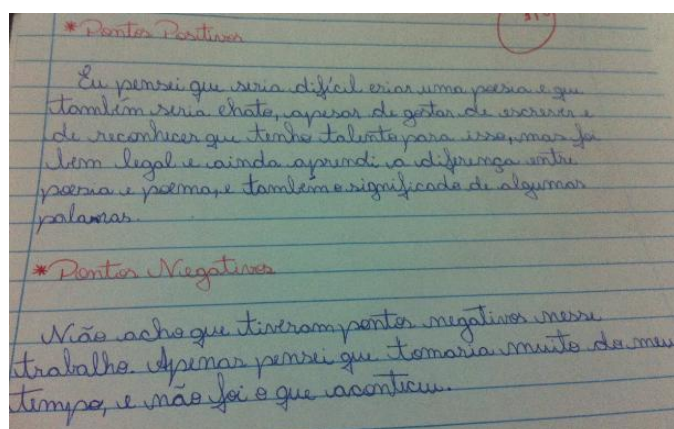 * Pontos Positivos
Eu pensei que seria difícil criar uma poesia e que
também seria chato, apesar de gostar de escrever e
de reconhecer que tenho talento para isso, mas foi
bem legal e ainda aprendi a diferença entre
poesia e poema, e também o significado de algumas
palavras.
* Pontos Negativos
Não acho que tiveram pontos negativos nesse
trabalho. Apenas pensei que tomaria muito do meu
tempo, e não foi o que aconteceu.